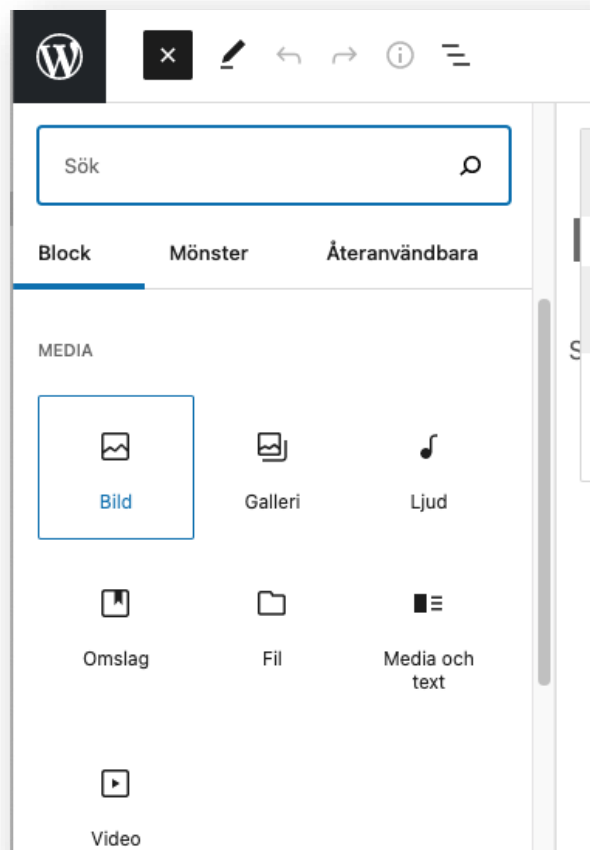 Sök
Block Mönster Återanvändbara
MEDIA
Bild Galleri Ljud
Omslag Fil Media och
text
Video